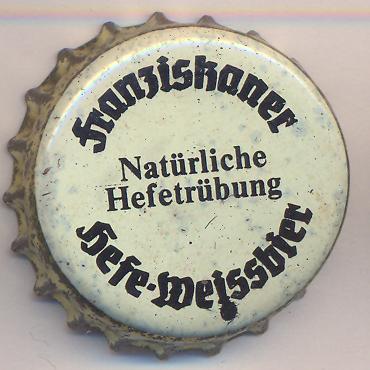 Franziskaner
Natürliche
Hefetrübung
Hefe-Weissbier